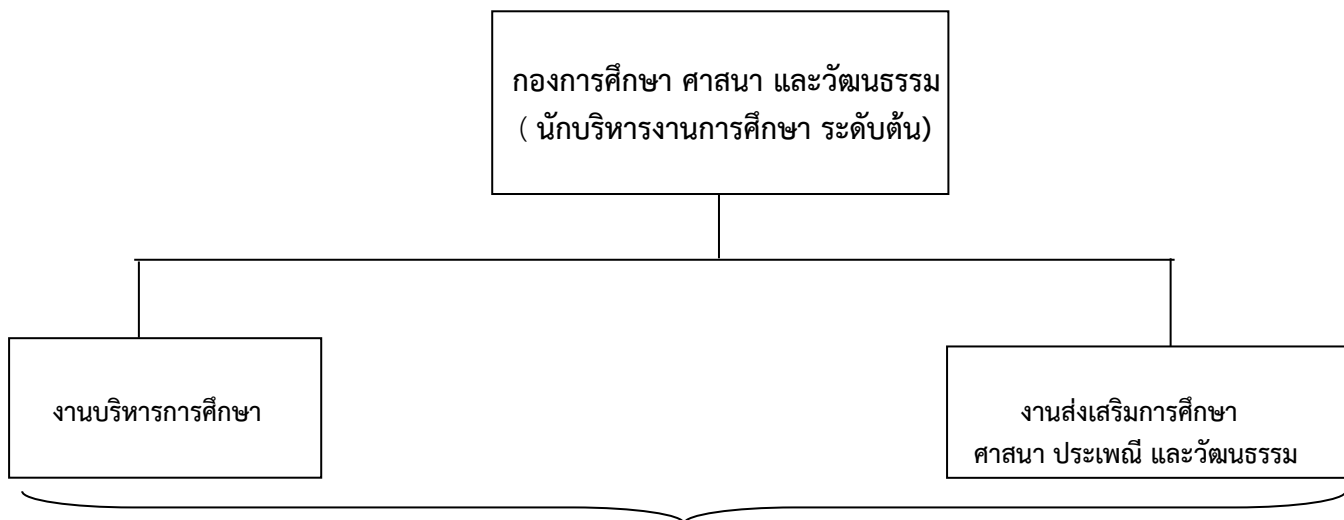 กองการศึกษา ศาสนา และวัฒนธรรม
( นักบริหารงานการศึกษา ระดับต้น)
งานบริหารการศึกษา
งานส่งเสริมการศึกษา
ศาสนา ประเพณี และวัฒนธรรม